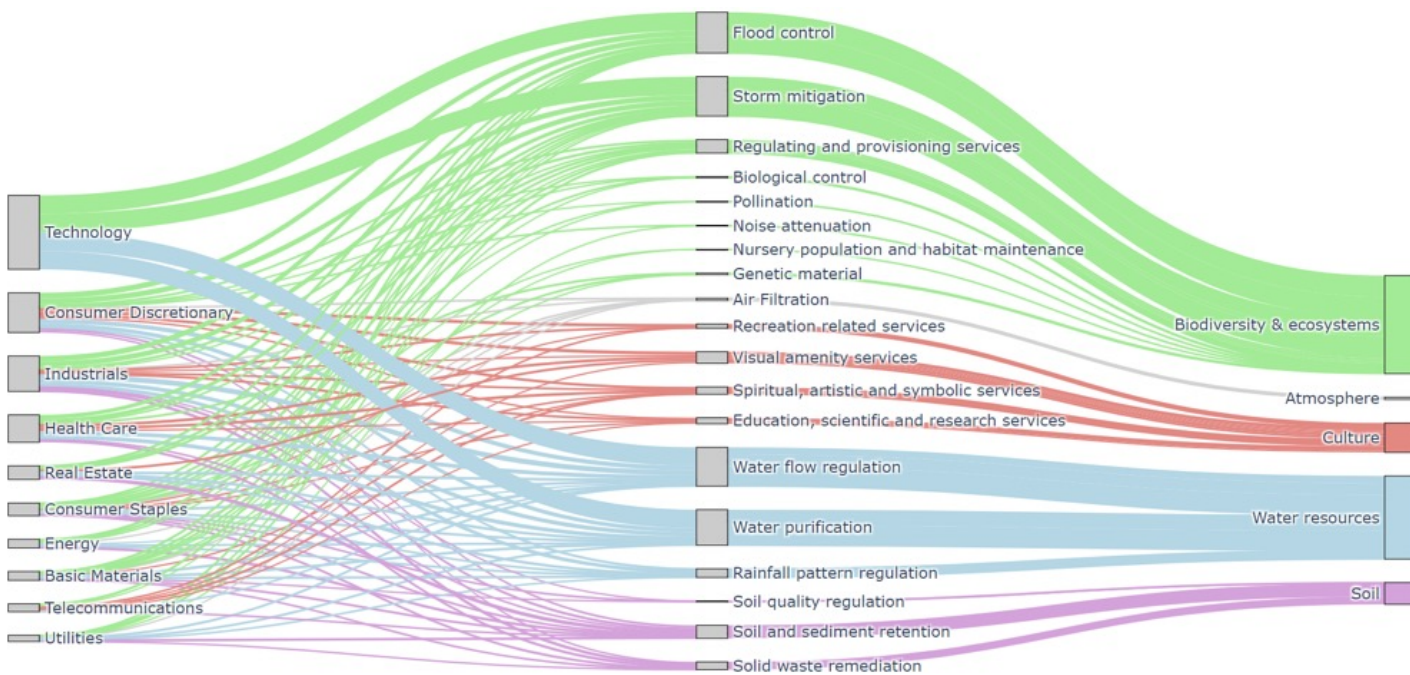 Technology
Consumer Discretionary
Industrials
Health Care
Real Estate
Consumer Staples
Energy
Basic Materials
Telecommunications
Utilities
Flood control
Storm mitigation
Regulating and provisioning services
Biological control
Pollination
Noise attenuation
Nursery population and habitat maintenance
Genetic material
Air Filtration
Recreation related services
Visual amenity services
Spiritual, artistic and symbolic services
Education, scientific and research services
Water flow regulation
Water purification
Rainfall pattern regulation
Soil quality regulation
Soil and sediment retention
Solid waste remediation
Biodiversity & ecosystems
Atmosphere
Culture
Water resources
Soil